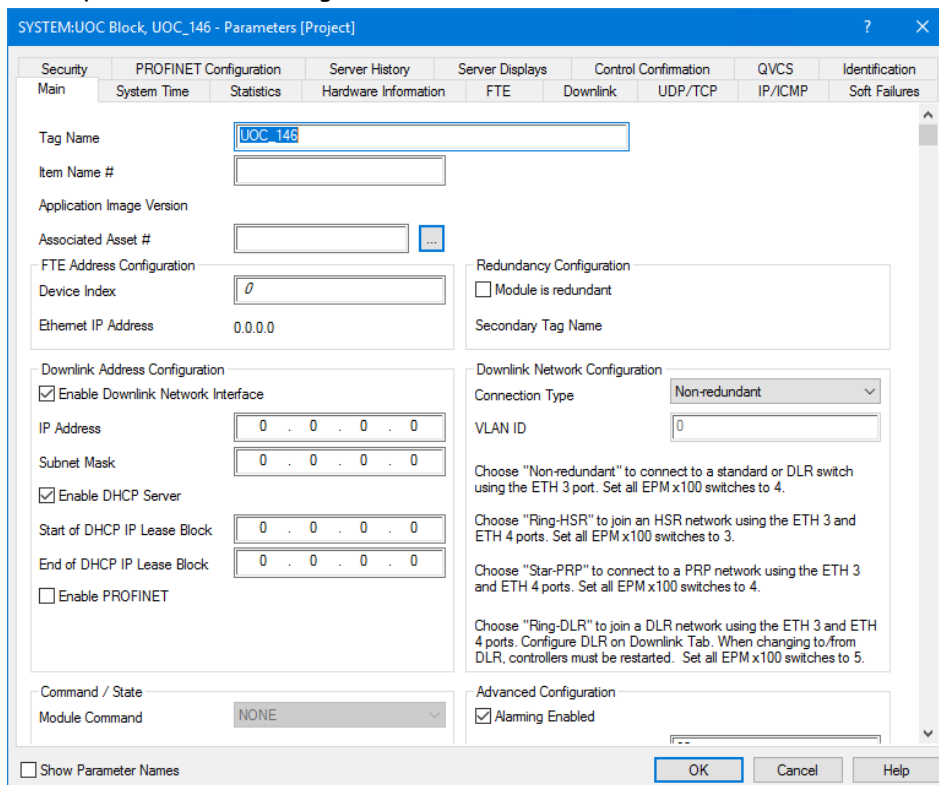 SYSTEM:UOC Block, UOC_146 - Parameters [Project]
Security PROFINET Configuration Server History Server Displays Control Confirmation QVCS Identification
Main System Time Statistics Hardware Information FTE Downlink UDP/TCP IP/ICMP Soft Failures
Tag Name UOC_146
Item Name #
Application Image Version
Associated Asset # ...
FTE Address Configuration
Device Index 0
Ethernet IP Address 0.0.0.0
Redundancy Configuration
Module is redundant
Secondary Tag Name
Downlink Address Configuration
Enable Downlink Network Interface
IP Address 0 . 0 . 0 . 0
Subnet Mask 0 . 0 . 0 . 0
Enable DHCP Server
Start of DHCP IP Lease Block 0 . 0 . 0 . 0
End of DHCP IP Lease Block 0 . 0 . 0 . 0
Enable PROFINET
Downlink Network Configuration
Connection Type Non-redundant
VLAN ID 0
Choose "Non-redundant" to connect to a standard or DLR switch
using the ETH 3 port. Set all EPM x100 switches to 4.
Choose "Ring-HSR" to join an HSR network using the ETH 3 and
ETH 4 ports. Set all EPM x100 switches to 3.
Choose "Star-PRP" to connect to a PRP network using the ETH 3
and ETH 4 ports. Set all EPM x100 switches to 4.
Choose "Ring-DLR" to join a DLR network using the ETH 3 and ETH
4 ports. Configure DLR on Downlink Tab. When changing to/from
DLR, controllers must be restarted. Set all EPM x100 switches to 5.
Command / State
Module Command NONE
Advanced Configuration
Alarming Enabled
Show Parameter Names
OK Cancel Help